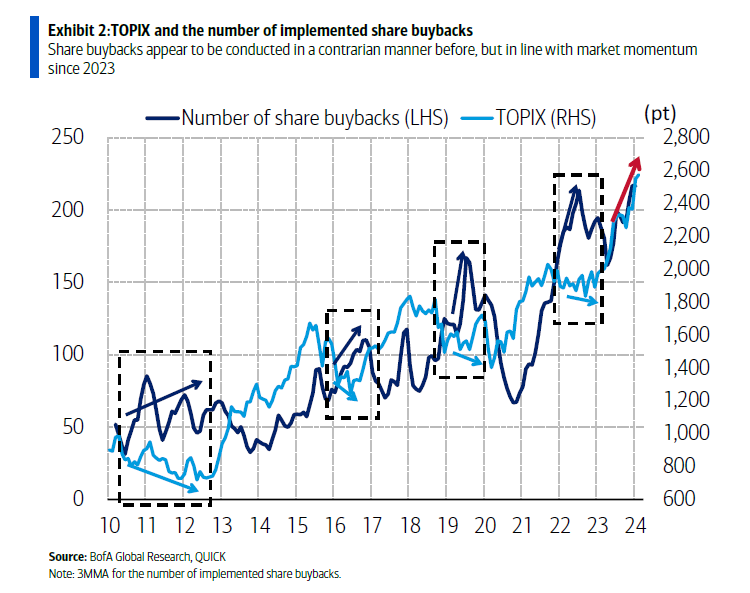 Exhibit 2:TOPIX and the number of implemented share buybacks
Share buybacks appear to be conducted in a contrarian manner before, but in line with market momentum
since 2023
Number of share buybacks (LHS)
TOPIX (RHS)
(pt)
250
200
150
100
50
0
2,800
2,600
2,400
2,200
2,000
1,800
1,600
1,400
1,200
1,000
800
600
10 11 12 13 14 15 16 17 18 19 20 21 22 23 24
Source: BofA Global Research, QUICK
Note: 3MMA for the number of implemented share buybacks.